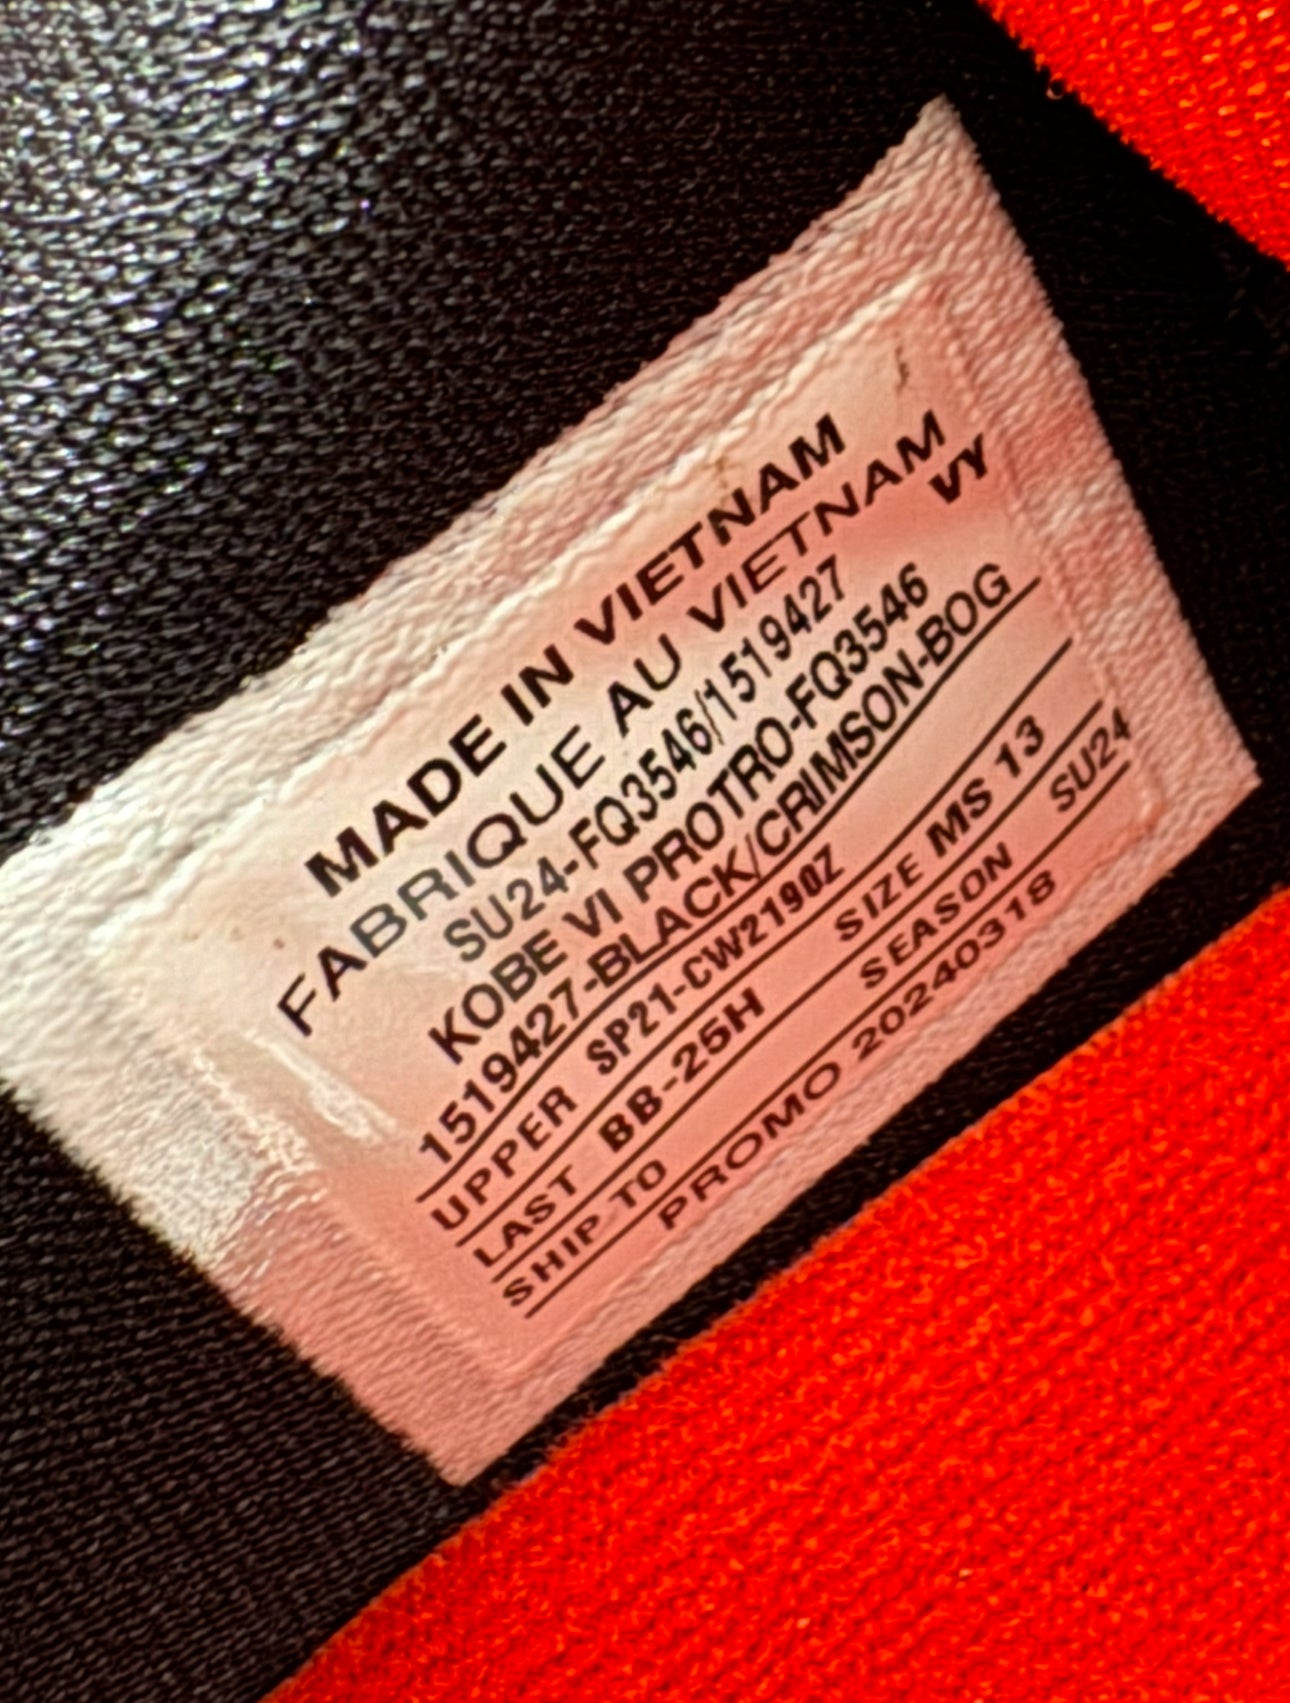 MADE IN VIETNAM
FABRIQUE AU VIETNAM
VY
SU24-FQ3546/1519427
KOBE VI PROTRO-FQ3546
1519427-BLACK/CRIMSON-BOG
UPPER SP21-CW2190Z
LAST BB-25H SIZE MS 13
SHIP TO SEASON SU24
PROMO 20240318